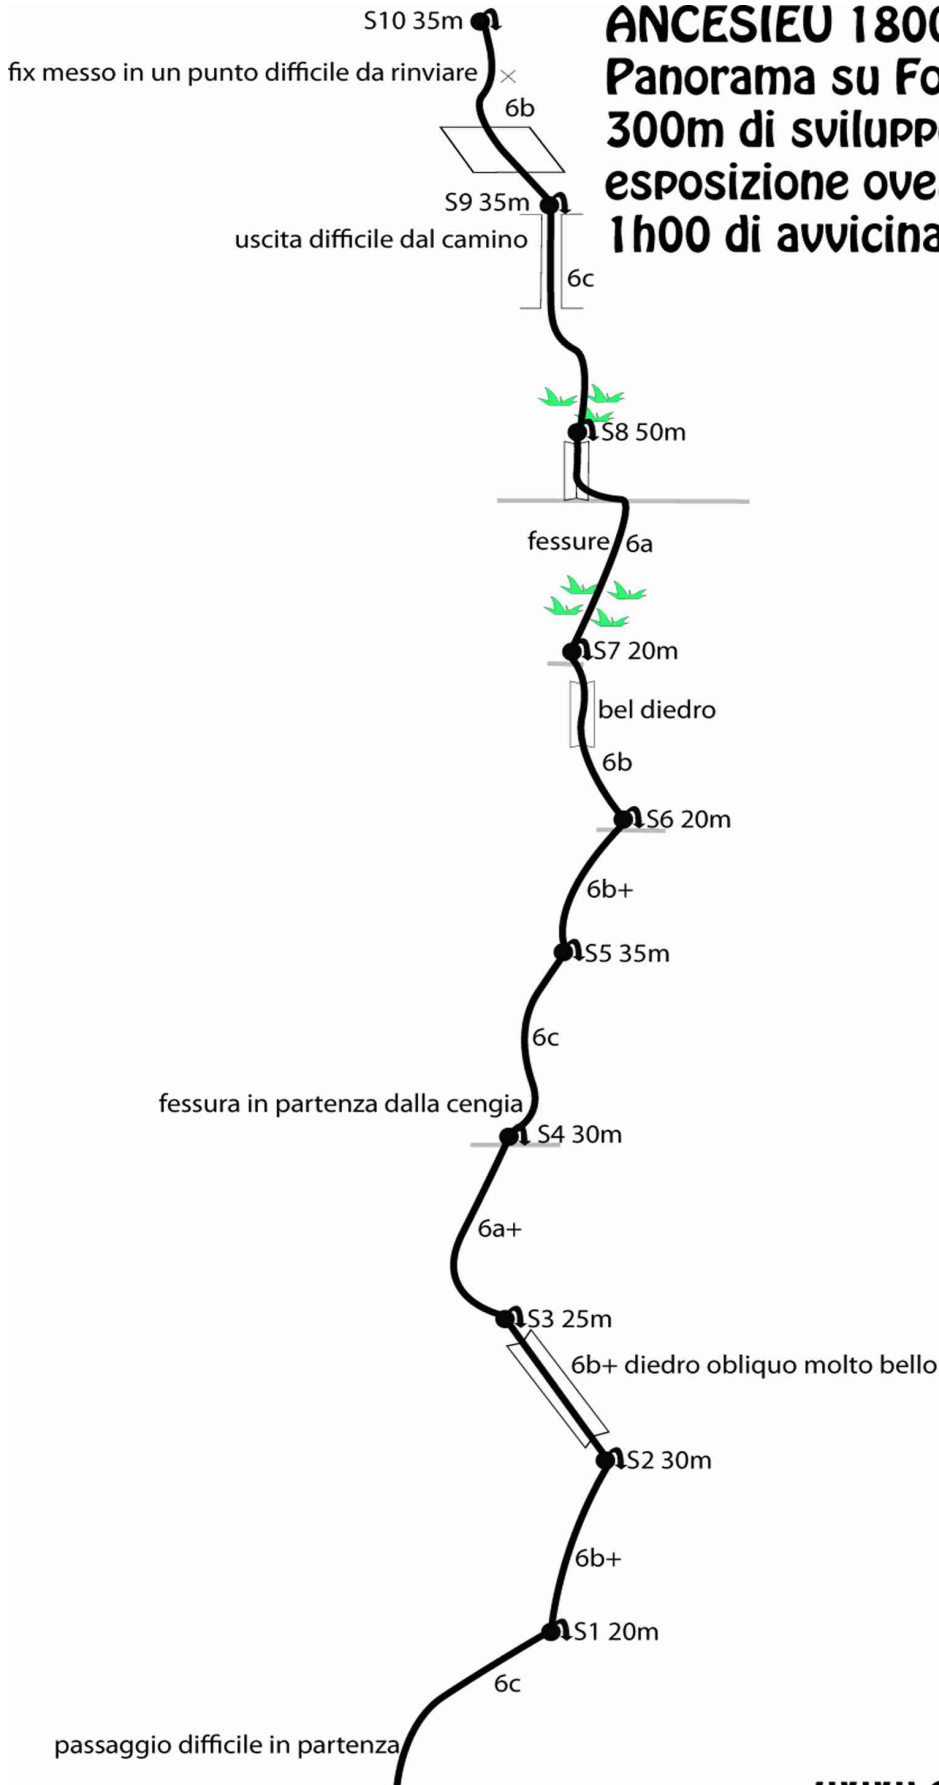 S10 35m
ANCESIEU 1800
fix messo in un punto difficile da rinviare
Panorama su Fo
6b
300m di svilupp
esposizione ove
S9 35m
uscita difficile dal camino
1h00 di avvicina
6c
S8 50m
fessure
6a
S7 20m
bel diedro
6b
S6 20m
6b+
S5 35m
6c
fessura in partenza dalla cengia
S4 30m
6a+
S3 25m
6b+ diedro obliquo molto bello
S2 30m
6b+
S1 20m
6c
passaggio difficile in partenza